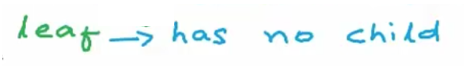 leaf → has no child